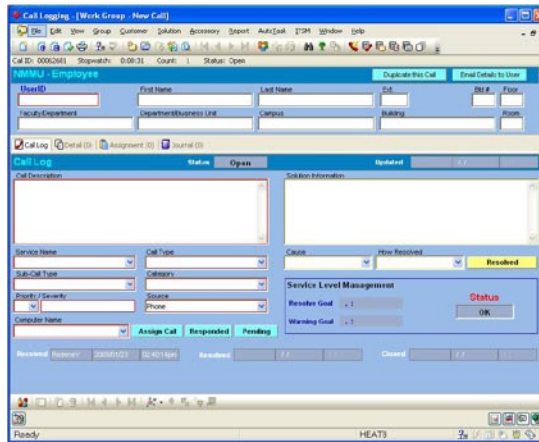 Call Logging - [Work Group - New Call]
File Edit View Group Customer Solution Accessory Report AutoTask ITSM Window Help
Call ID: 00062681 Stopwatch: 0:00:31 Count: 1 Status: Open
NMMU - Employee Duplicate this Call Email Details to User
UserID First Name Last Name Ext. Bld # Floor
Faculty/Department Department/Business Unit Campus Building Room
Call Log Detail (0) Assignment (0) Journal (0)
Call Log Status Open Updated / /
Call Description Solution Information
Service Name Call Type Cause How Resolved
Resolved
Sub-Call Type Category Service Level Management
Priority / Severity Source Resolve Goal Status
Phone OK
Computer Name Warning Goal
Assign Call Responded Pending
Received 2009/01/23 Resolved / / Closed / /
Ready HEAT3